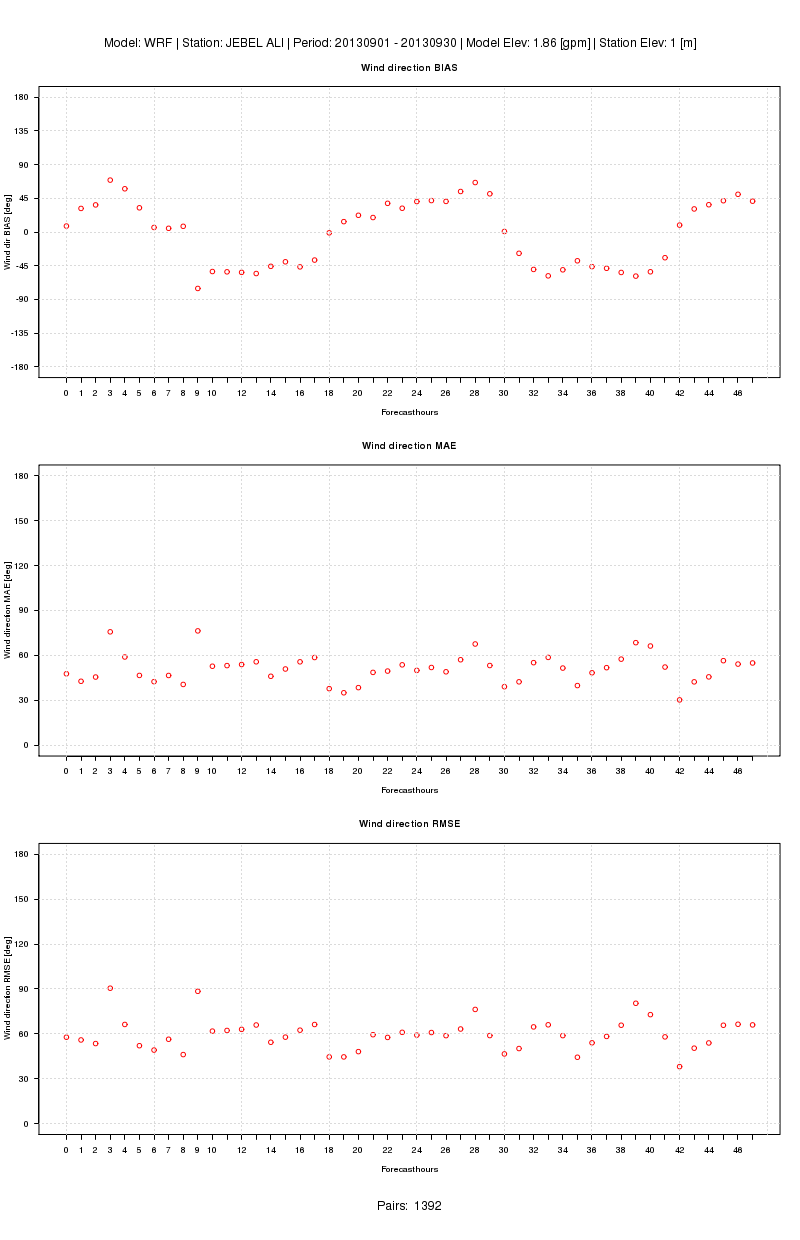 Model: WRF | Station: JEBEL ALI | Period: 20130901 - 20130930 | Model Elev: 1.86 [gpm] | Station Elev: 1 [m]
Wind direction BIAS
Wind dir BIAS [deg]
180
135
90
45
0
-45
-90
-135
-180
0 1 2 3 4 5 6 7 8 9 10 12 14 16 18 20 22 24 26 28 30 32 34 36 38 40 42 44 46
Forecasthours
Wind direction MAE
Wind direction MAE [deg]
180
150
120
90
60
30
0
0 1 2 3 4 5 6 7 8 9 10 12 14 16 18 20 22 24 26 28 30 32 34 36 38 40 42 44 46
Forecasthours
Wind direction RMSE
Wind direction RMSE [deg]
180
150
120
90
60
30
0
0 1 2 3 4 5 6 7 8 9 10 12 14 16 18 20 22 24 26 28 30 32 34 36 38 40 42 44 46
Forecasthours
Pairs: 1392